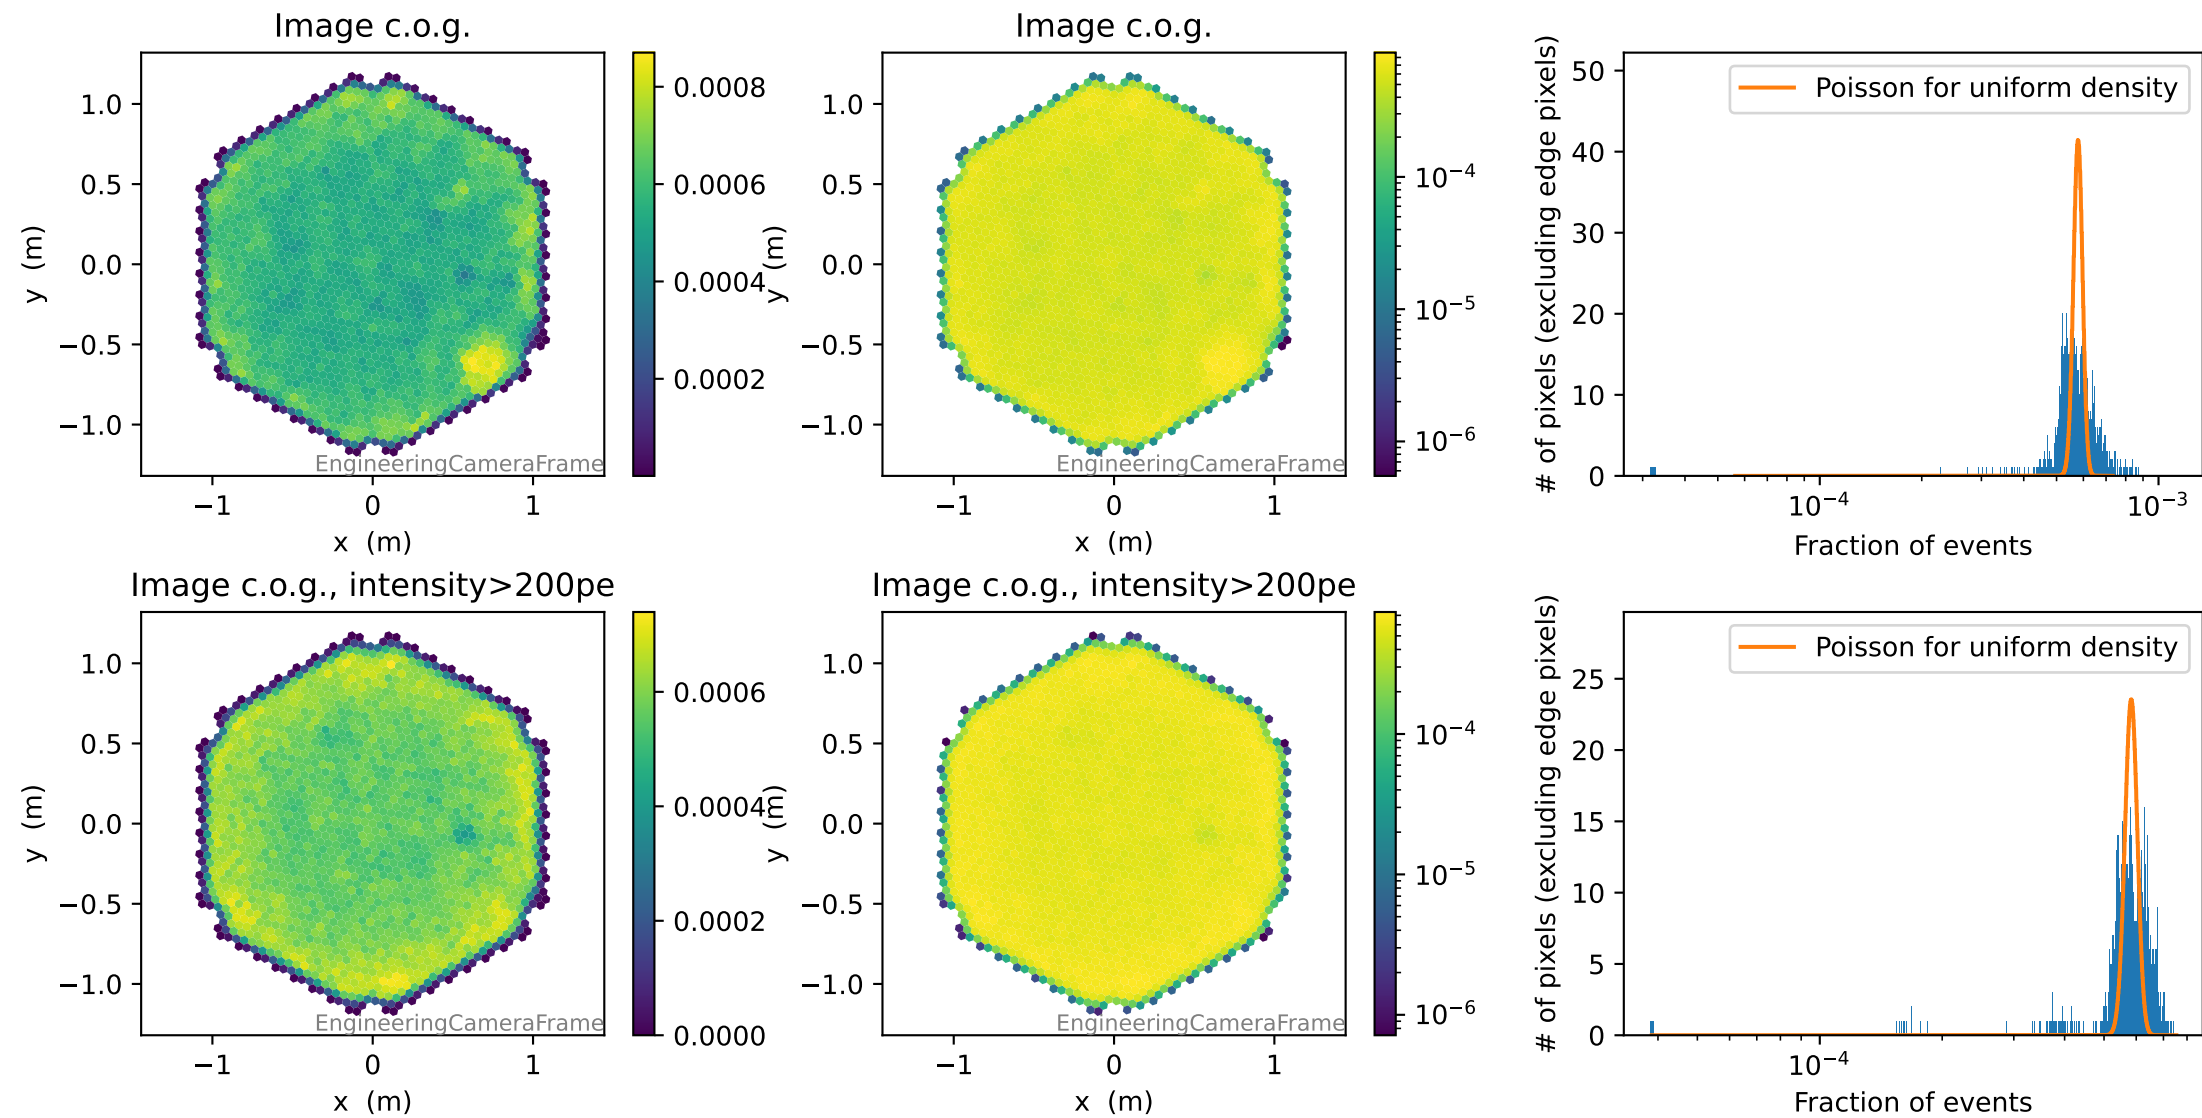 Image c.o.g.
1.0
0.5
0.0
−0.5
−1.0
y (m)
−1
0
1
x (m)
EngineeringCameraFrame
0.0008
0.0006
0.0004
0.0002
Image c.o.g.
1.0
0.5
0.0
−0.5
−1.0
y (m)
−1
0
1
x (m)
EngineeringCameraFrame
10⁻⁴
10⁻⁵
10⁻⁶
50
40
30
20
10
0
# of pixels (excluding edge pixels)
Poisson for uniform density
10⁻⁴
10⁻³
Fraction of events
Image c.o.g., intensity>200pe
1.0
0.5
0.0
−0.5
−1.0
y (m)
−1
0
1
x (m)
EngineeringCameraFrame
0.0006
0.0004
0.0002
0.0000
Image c.o.g., intensity>200pe
1.0
0.5
0.0
−0.5
−1.0
y (m)
−1
0
1
x (m)
EngineeringCameraFrame
10⁻⁴
10⁻⁵
10⁻⁶
25
20
15
10
5
0
# of pixels (excluding edge pixels)
Poisson for uniform density
10⁻⁴
Fraction of events